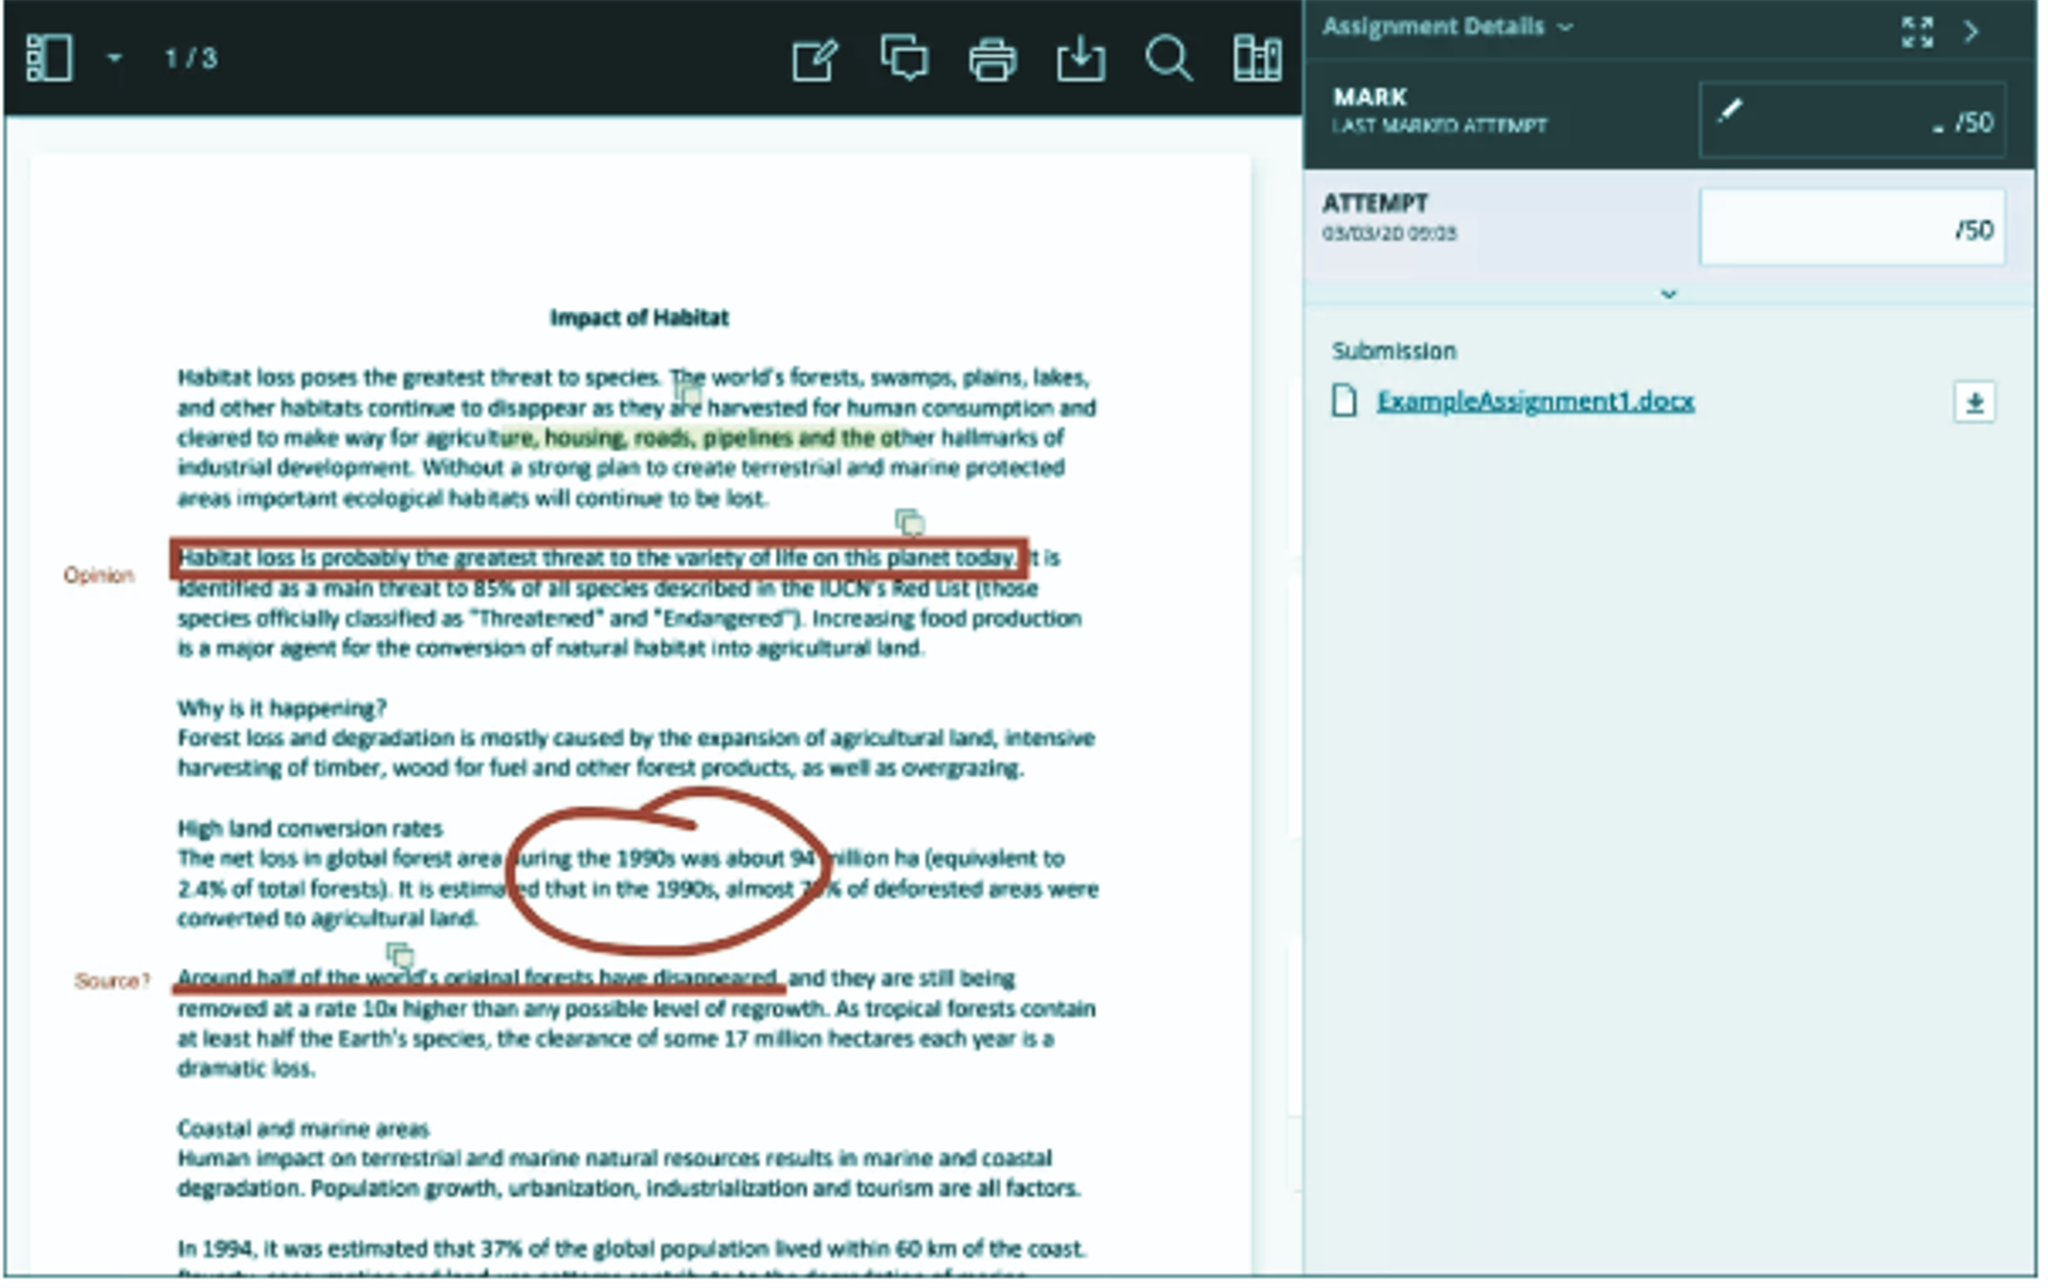 1 / 3
Assignment Details
MARK
LAST MARKED ATTEMPT
- /50
ATTEMPT
03/03/20 09:03
/50
Submission
ExampleAssignment1.docx
Impact of Habitat
Habitat loss poses the greatest threat to species. The world's forests, swamps, plains, lakes,
and other habitats continue to disappear as they are harvested for human consumption and
cleared to make way for agriculture, housing, roads, pipelines and the other hallmarks of
industrial development. Without a strong plan to create terrestrial and marine protected
areas important ecological habitats will continue to be lost.
Opinion
Habitat loss is probably the greatest threat to the variety of life on this planet today. It is
identified as a main threat to 85% of all species described in the IUCN's Red List (those
species officially classified as "Threatened" and "Endangered"). Increasing food production
is a major agent for the conversion of natural habitat into agricultural land.
Why is it happening?
Forest loss and degradation is mostly caused by the expansion of agricultural land, intensive
harvesting of timber, wood for fuel and other forest products, as well as overgrazing.
High land conversion rates
The net loss in global forest area during the 1990s was about 94 million ha (equivalent to
2.4% of total forests). It is estimated that in the 1990s, almost % of deforested areas were
converted to agricultural land.
Source?
Around half of the world's original forests have disappeared, and they are still being
removed at a rate 10x higher than any possible level of regrowth. As tropical forests contain
at least half the Earth's species, the clearance of some 17 million hectares each year is a
dramatic loss.
Coastal and marine areas
Human impact on terrestrial and marine natural resources results in marine and coastal
degradation. Population growth, urbanization, industrialization and tourism are all factors.
In 1994, it was estimated that 37% of the global population lived within 60 km of the coast.